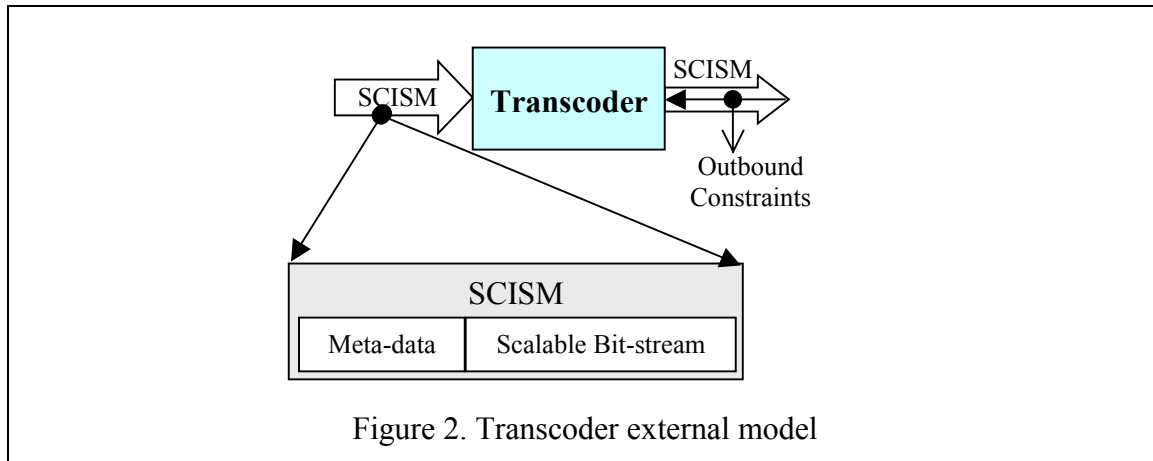 SCISM
SCISM
Transcoder
Outbound
Constraints
SCISM
Meta-data
Scalable Bit-stream
Figure 2. Transcoder external model